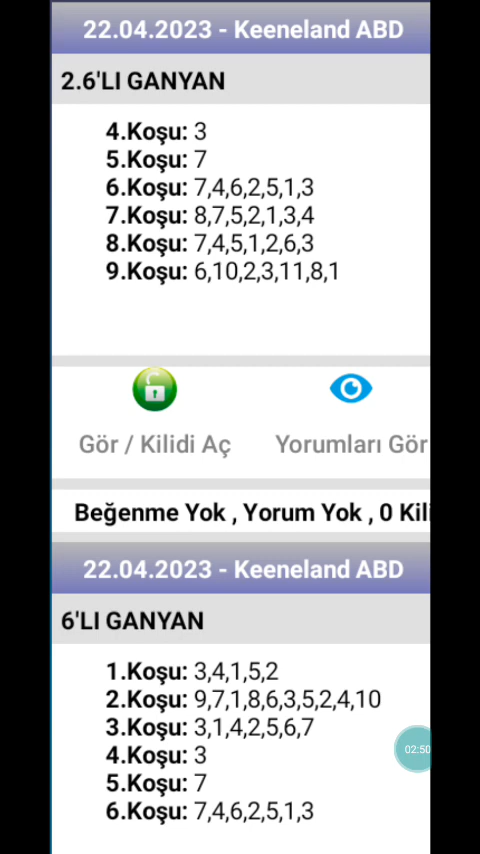 22.04.2023 - Keeneland ABD
2.6'LI GANYAN
4.Koşu: 3
5.Koşu: 7
6.Koşu: 7,4,6,2,5,1,3
7.Koşu: 8,7,5,2,1,3,4
8.Koşu: 7,4,5,1,2,6,3
9.Koşu: 6,10,2,3,11,8,1
Gör / Kilidi Aç Yorumları Gör
Beğenme Yok , Yorum Yok , 0 Kili
22.04.2023 - Keeneland ABD
6'LI GANYAN
1.Koşu: 3,4,1,5,2
2.Koşu: 9,7,1,8,6,3,5,2,4,10
3.Koşu: 3,1,4,2,5,6,7
4.Koşu: 3
02:50
5.Koşu: 7
6.Koşu: 7,4,6,2,5,1,3